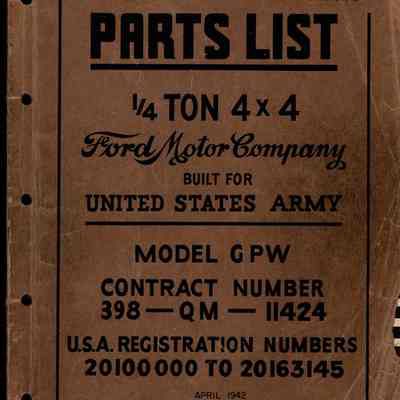 PARTS LIST
1/4 TON 4 x 4
Ford Motor Company
BUILT FOR
UNITED STATES ARMY
MODEL GPW
CONTRACT NUMBER
398 — QM — 11424
U.S.A. REGISTRATION NUMBERS
20100000 TO 20163145
APRIL 1942